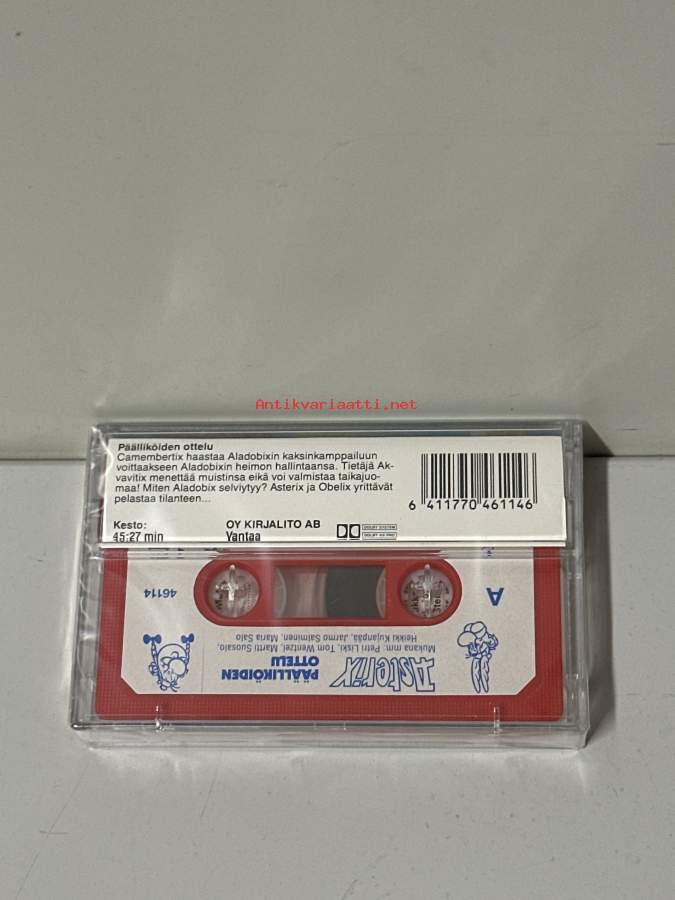 Antikvariaatti.net
Päälliköiden ottelu
Camembertix haastaa Aladobixin kaksinkamppailuun
voittaakseen Aladobixin heimon hallintaansa. Tietäjä Ak-
vavitix menettää muistinsa eikä voi valmistaa taikajuo-
maa! Miten Aladobix selviytyy? Asterix ja Obelix yrittävät
pelastaa tilanteen...
Kesto:
45:27 min
OY KIRJALITO AB
Vantaa
DOLBY SYSTEM
6 411770 461146
46114
A
Asterix
PÄÄLLIKÖIDEN
OTTELU
Mukana mm: Petri Liski, Tom Wentzel, Martti Suosalo,
Heikki Kujanpää, Jarmo Salminen, Maria Salo